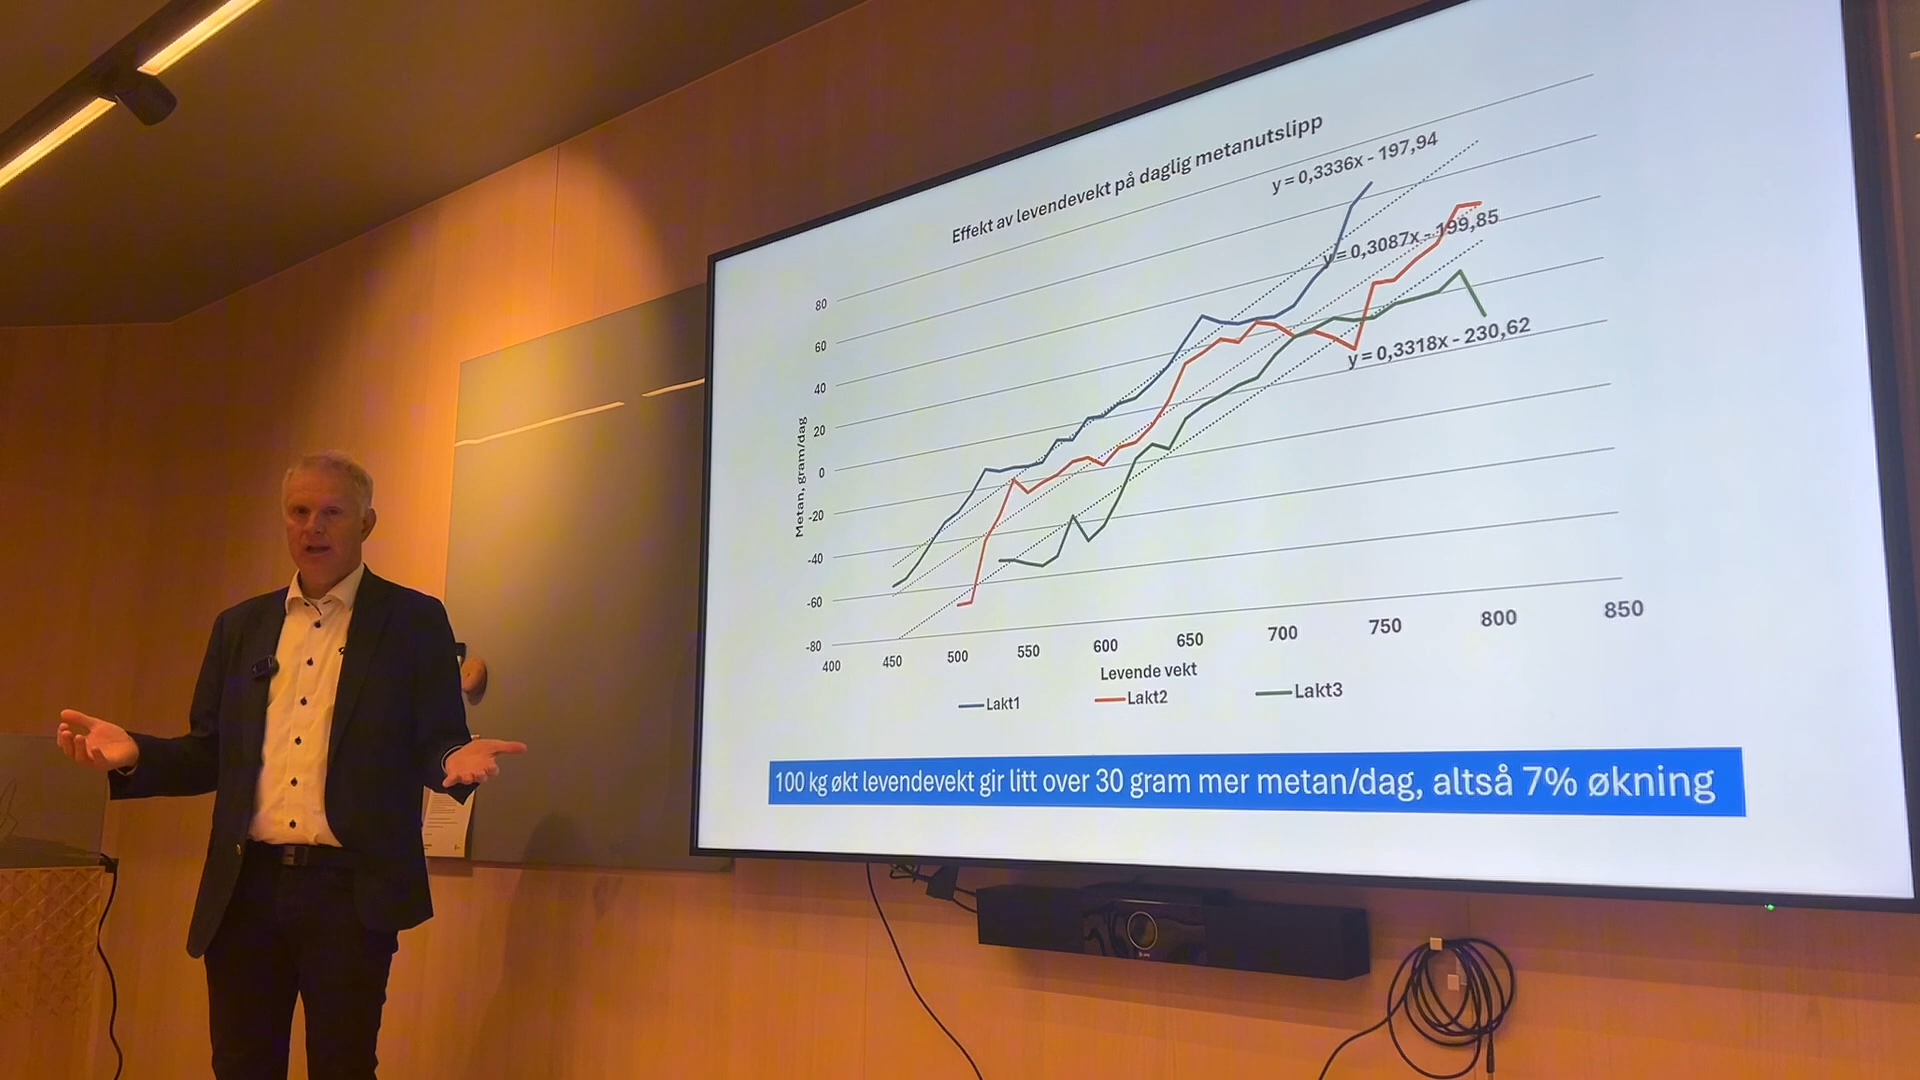 Effekt av levendevekt på daglig metanutslipp
y = 0,3336x - 197,94
y = 0,3087x - 199,85
y = 0,3318x - 230,62
Metan, gram/dag
80
60
40
20
0
-20
-40
-60
-80
400 450 500 550 600 650 700 750 800 850
Levende vekt
Lakt1 Lakt2 Lakt3
100 kg økt levendevekt gir litt over 30 gram mer metan/dag, altså 7% økning